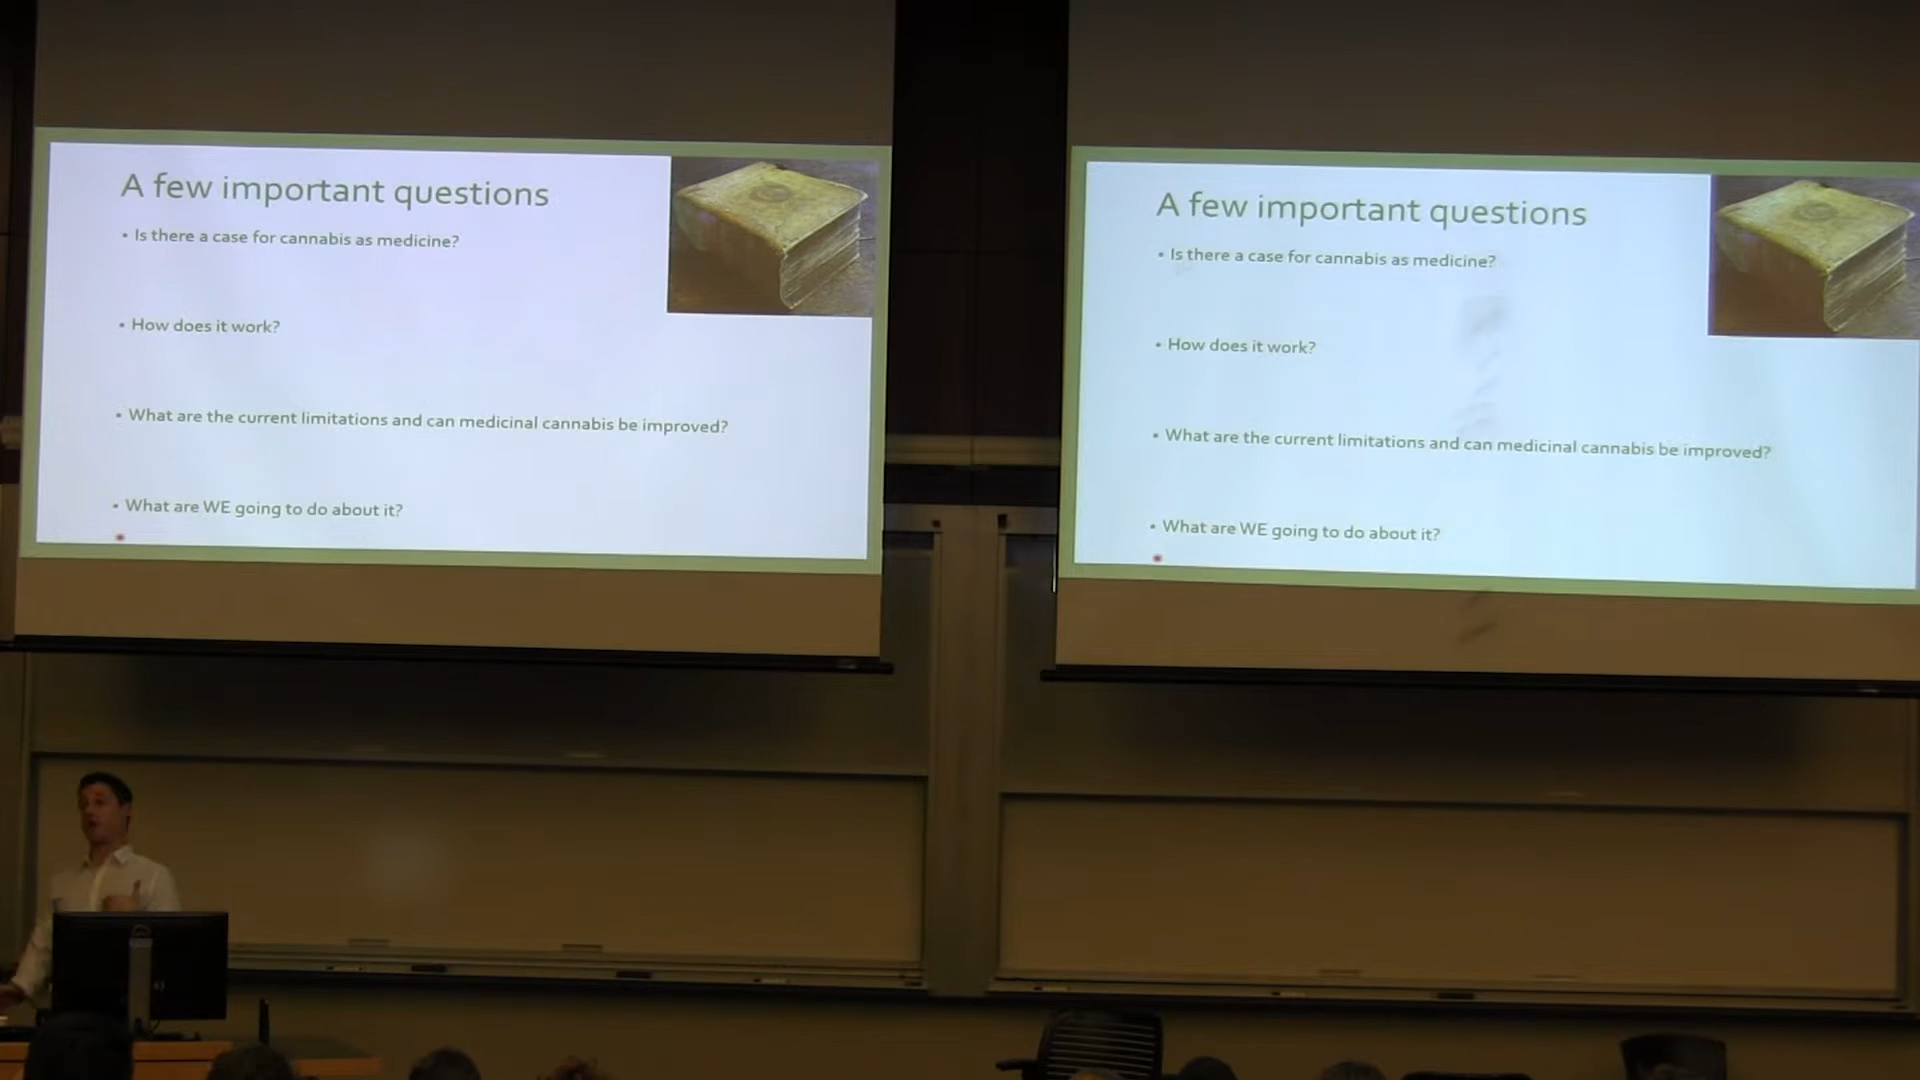 A few important questions
• Is there a case for cannabis as medicine?
• How does it work?
• What are the current limitations and can medicinal cannabis be improved?
• What are WE going to do about it?
A few important questions
• Is there a case for cannabis as medicine?
• How does it work?
• What are the current limitations and can medicinal cannabis be improved?
• What are WE going to do about it?